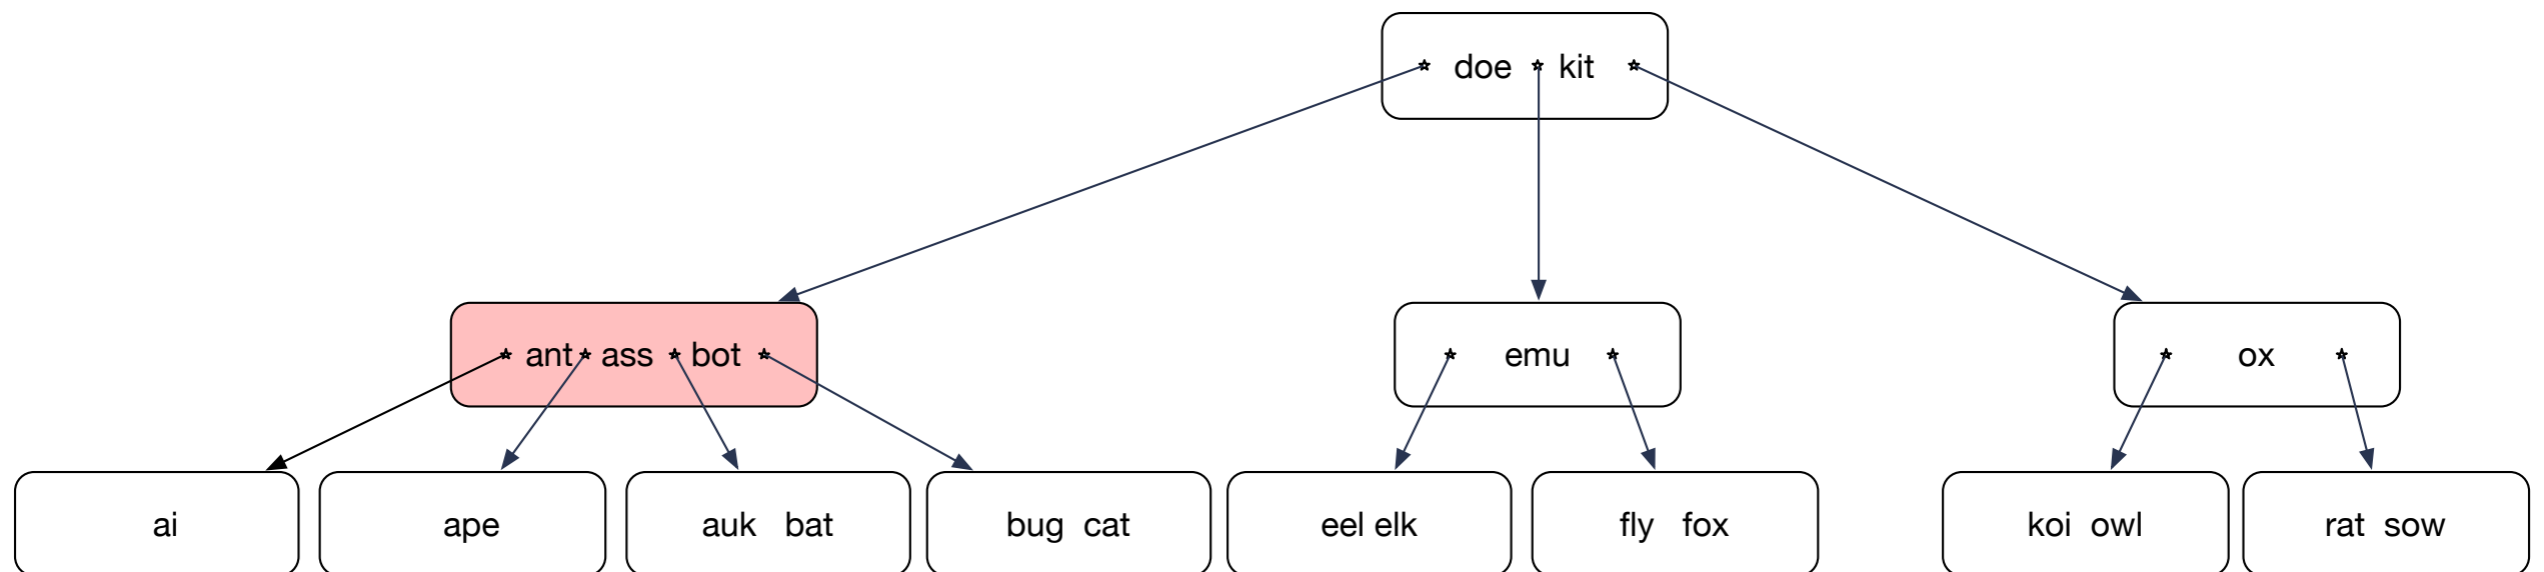 doe kit
ant ass bot emu ox
ai ape auk bat bug cat eel elk fly fox koi owl rat sow